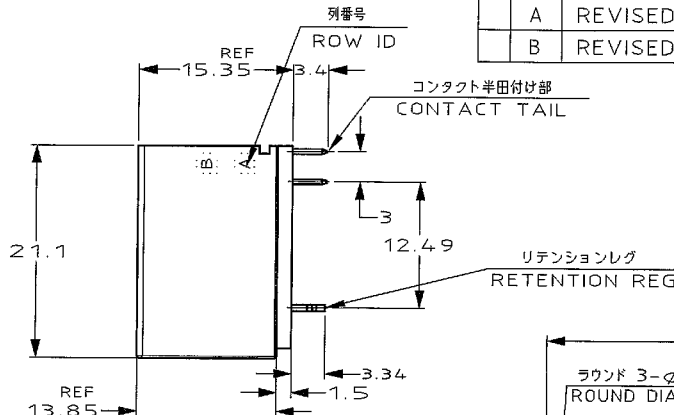 列番号
ROW ID
A REVISED
B REVISED
REF
15.35
3.4
コンタクト半田付け部
CONTACT TAIL
B
A
21.1
3
12.49
リテンションレグ
RETENTION REG
3.34
1.5
REF
13.85
ラウンド 3-φ
ROUND DIA